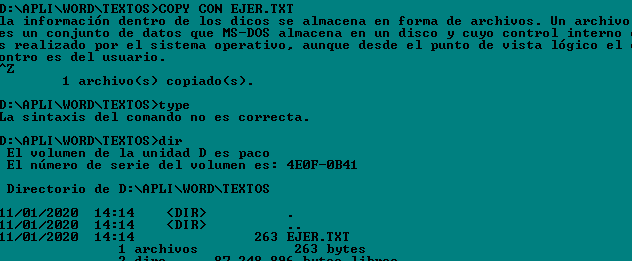 D:\APLI\WORD\TEXTOS>COPY CON EJER.TXT
la información dentro de los dicos se almacena en forma de archivos. Un archivo
es un conjunto de datos que MS-DOS almacena en un disco y cuyo control interno
s realizado por el sistema operativo, aunque desde el punto de vista lógico el
ontro es del usuario.
^Z
1 archivo(s) copiado(s).
D:\APLI\WORD\TEXTOS>type
La sintaxis del comando no es correcta.
D:\APLI\WORD\TEXTOS>dir
El volumen de la unidad D es paco
El número de serie del volumen es: 4E0F-0B41
Directorio de D:\APLI\WORD\TEXTOS
11/01/2020 14:14 <DIR> .
11/01/2020 14:14 <DIR> ..
11/01/2020 14:14 263 EJER.TXT
1 archivos 263 bytes
2 dirs 87.248.896 bytes libres